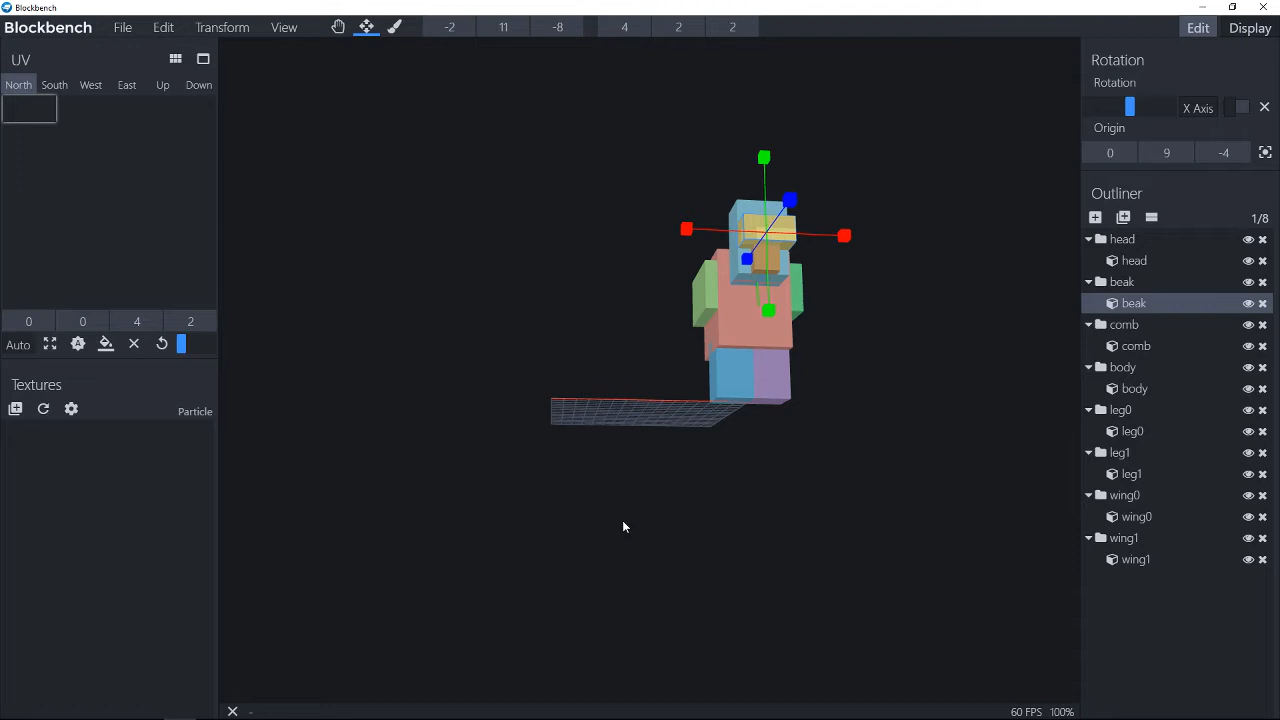 Blockbench
Blockbench File Edit Transform View -2 11 -8 4 2 2 Edit Display
UV
North South West East Up Down
0 0 4 2
Auto
Textures
Particle
Rotation
Rotation
X Axis
Origin
0 9 -4
Outliner
1/8
head
head
beak
beak
comb
comb
body
body
leg0
leg0
leg1
leg1
wing0
wing0
wing1
wing1
- 60 FPS 100%